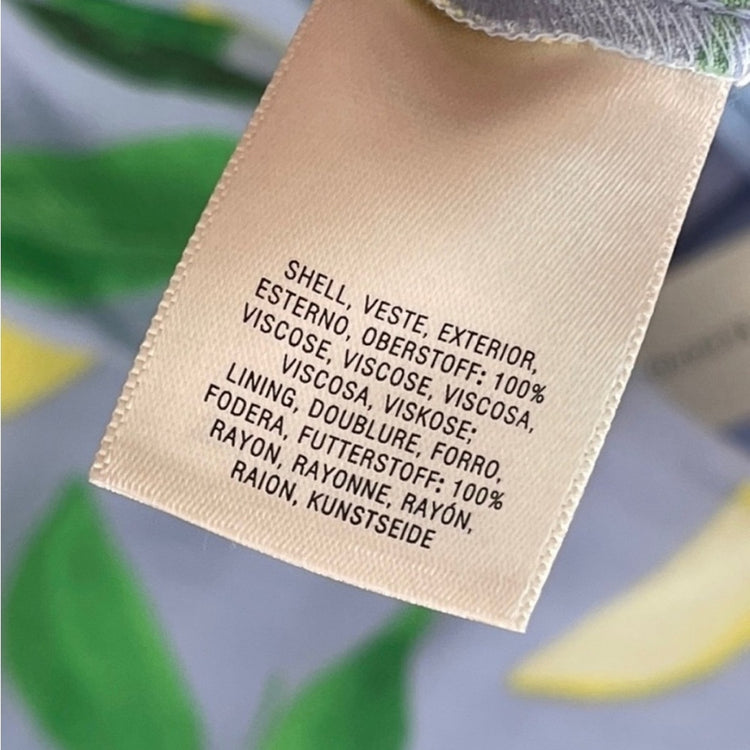 SHELL, VESTE, EXTERIOR,
ESTERNO, OBERSTOFF: 100%
VISCOSE, VISCOSE, VISCOSA,
VISCOSA, VISKOSE;
LINING, DOUBLURE, FORRO,
FODERA, FUTTERSTOFF: 100%
RAYON, RAYONNE, RAYÓN,
RAION, KUNSTSEIDE